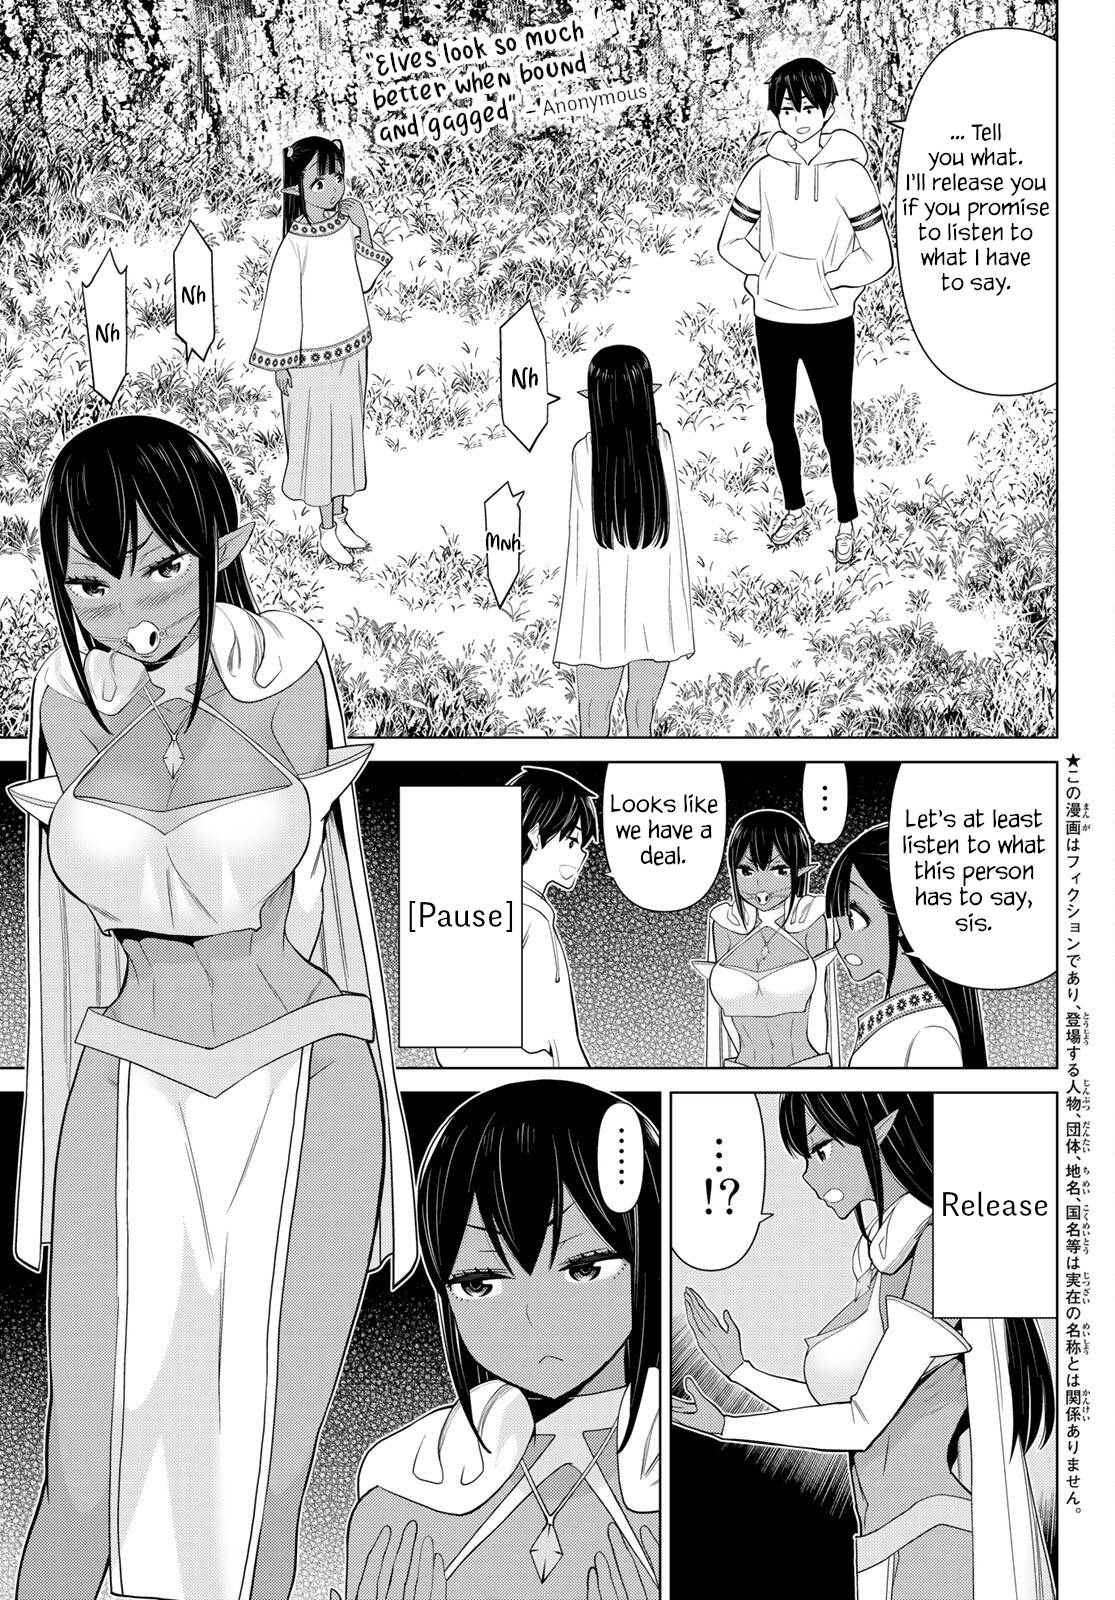 "Elves look so much
better when bound
and gagged" - Anonymous
... Tell
you what.
I'll release you
if you promise
to listen to
what I have
to say.
Nh
Nh
Nh
Mnh
Let's at least
listen to what
this person
has to say,
sis.
...
Looks like
we have a
deal.
[Pause]
Release
...!?
......
★この漫画はフィクションであり、登場する人物、団体、地名、国名等は実在の名称とは関係ありません。